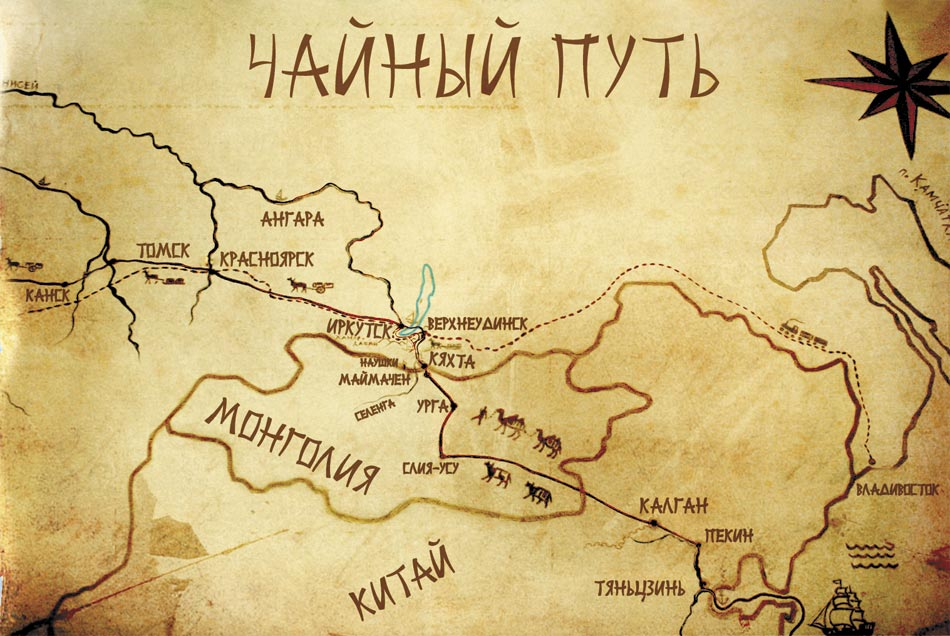 ЧАЙНЫЙ ПУТЬ
п. КАМЧАТКА
АНГАРА
ТОМСК
КРАСНОЯРСК
КАНСК
ИРКУТСК
ВЕРХНЕУДИНСК
НАУШКИ
КЯХТА
МАЙМАЧЕН
СЕЛЕНГА
УРГА
МОНГОЛИЯ
СЛИЯ-УСУ
ВЛАДИВОСТОК
КАЛГАН
ПЕКИН
КИТАЙ
ТЯНЬЦЗИНЬ